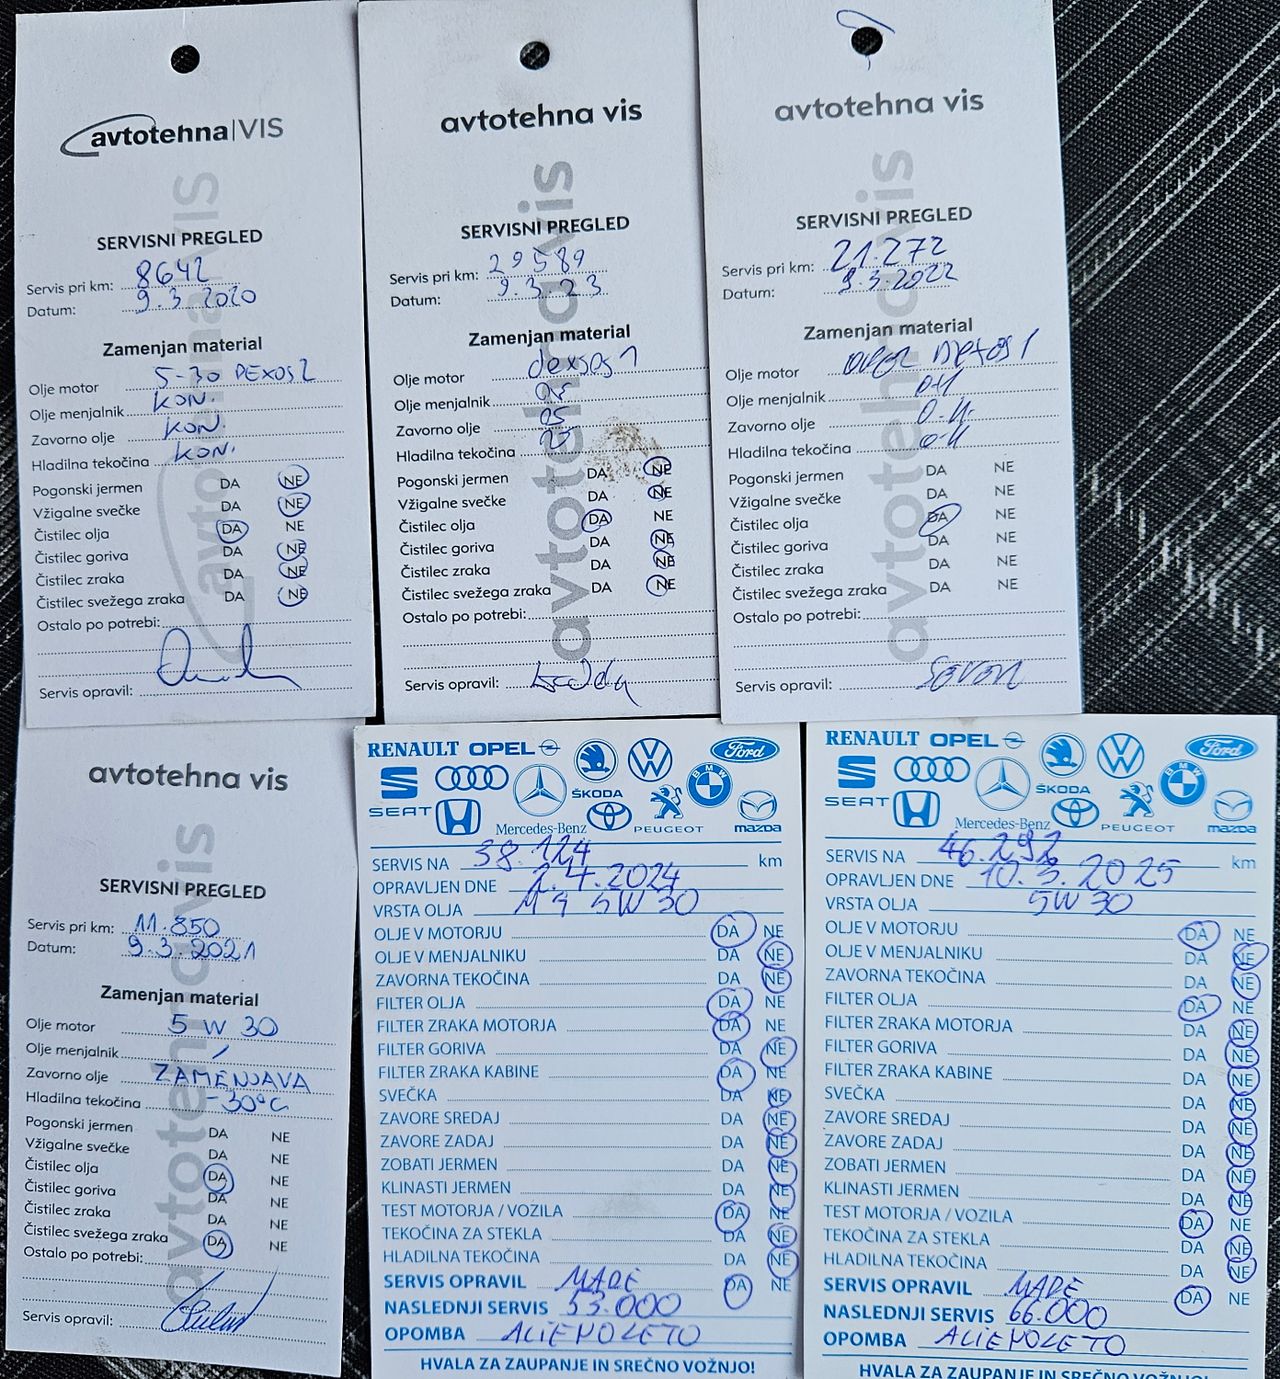 avtotehna|VIS
SERVISNI PREGLED
Servis pri km: 8642
Datum: 9.3.2020
Zamenjan material
Olje motor 5-30 DEXOS2
Olje menjalnik KON.
Zavorno olje KON.
Hladilna tekočina KON.
Pogonski jermen DA NE
Vžigalne svečke DA NE
Čistilec olja DA NE
Čistilec goriva DA NE
Čistilec zraka DA NE
Čistilec svežega zraka DA NE
Ostalo po potrebi:
Servis opravil:
avtotehna vis
SERVISNI PREGLED
Servis pri km: 29589
Datum: 9.3.23
Zamenjan material
Olje motor dexsos 1
Olje menjalnik
Zavorno olje
Hladilna tekočina
Pogonski jermen DA NE
Vžigalne svečke DA NE
Čistilec olja DA NE
Čistilec goriva DA NE
Čistilec zraka DA NE
Čistilec svežega zraka DA NE
Ostalo po potrebi:
Servis opravil:
avtotehna vis
SERVISNI PREGLED
Servis pri km: 21.272
Datum: 9.3.2022
Zamenjan material
Olje motor
Olje menjalnik
Zavorno olje
Hladilna tekočina
Pogonski jermen DA NE
Vžigalne svečke DA NE
Čistilec olja DA NE
Čistilec goriva DA NE
Čistilec zraka DA NE
Čistilec svežega zraka DA NE
Ostalo po potrebi:
Servis opravil:
avtotehna vis
SERVISNI PREGLED
Servis pri km: 11.850
Datum: 9.3.2021
Zamenjan material
Olje motor 5 W 30
Olje menjalnik /
Zavorno olje ZAMENJAVA
Hladilna tekočina -30°C
Pogonski jermen DA NE
Vžigalne svečke DA NE
Čistilec olja DA NE
Čistilec goriva DA NE
Čistilec zraka DA NE
Čistilec svežega zraka DA NE
Ostalo po potrebi:
Servis opravil:
RENAULT OPEL ŠKODA Ford
SEAT Mercedes-Benz PEUGEOT BMW mazda
SERVIS NA 38.124 km
OPRAVLJEN DNE 2.4.2024
VRSTA OLJA 5W30
OLJE V MOTORJU DA NE
OLJE V MENJALNIKU DA NE
ZAVORNA TEKOČINA DA NE
FILTER OLJA DA NE
FILTER ZRAKA MOTORJA DA NE
FILTER GORIVA DA NE
FILTER ZRAKA KABINE DA NE
SVEČKA DA NE
ZAVORE SREDAJ DA NE
ZAVORE ZADAJ DA NE
ZOBATI JERMEN DA NE
KLINASTI JERMEN DA NE
TEST MOTORJA / VOZILA DA NE
TEKOČINA ZA STEKLA DA NE
HLADILNA TEKOČINA DA NE
SERVIS OPRAVIL MADE DA NE
NASLEDNJI SERVIS 53.000
OPOMBA ALIENOLETO
HVALA ZA ZAUPANJE IN SREČNO VOŽNJO!
RENAULT OPEL ŠKODA Ford
SEAT Mercedes-Benz PEUGEOT BMW mazda
SERVIS NA 46.292 km
OPRAVLJEN DNE 10.3.2025
VRSTA OLJA 5W 30
OLJE V MOTORJU DA NE
OLJE V MENJALNIKU DA NE
ZAVORNA TEKOČINA DA NE
FILTER OLJA DA NE
FILTER ZRAKA MOTORJA DA NE
FILTER GORIVA DA NE
FILTER ZRAKA KABINE DA NE
SVEČKA DA NE
ZAVORE SREDAJ DA NE
ZAVORE ZADAJ DA NE
ZOBATI JERMEN DA NE
KLINASTI JERMEN DA NE
TEST MOTORJA / VOZILA DA NE
TEKOČINA ZA STEKLA DA NE
HLADILNA TEKOČINA DA NE
SERVIS OPRAVIL MADE DA NE
NASLEDNJI SERVIS 66.000
OPOMBA ALIENOLETO
HVALA ZA ZAUPANJE IN SREČNO VOŽNJO!